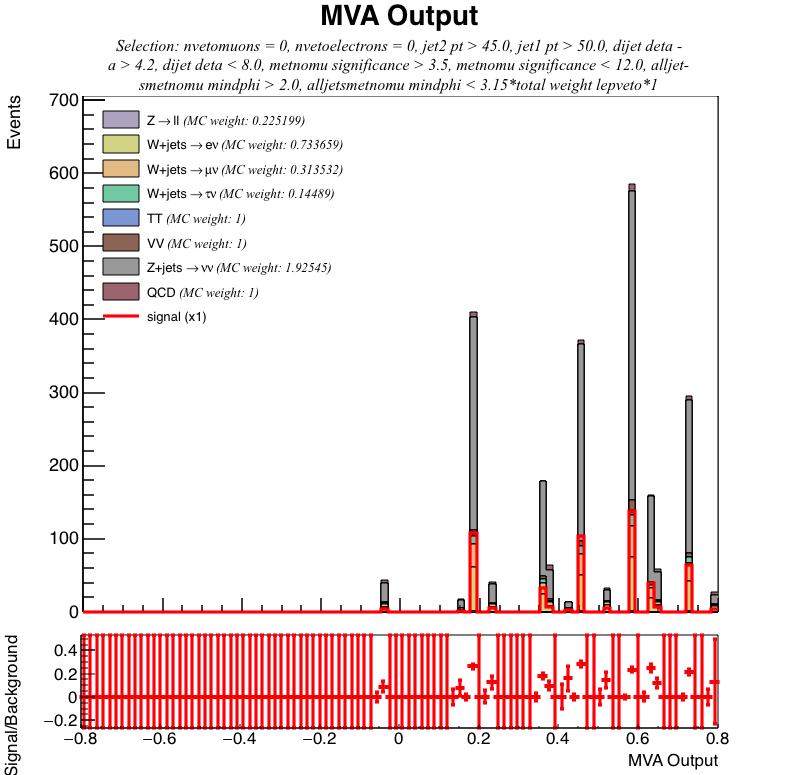 MVA Output
Selection: nvetomuons = 0, nvetoelectrons = 0, jet2 pt > 45.0, jet1 pt > 50.0, dijet deta -
a > 4.2, dijet deta < 8.0, metnomu significance > 3.5, metnomu significance < 12.0, alljet-
smetnomu mindphi > 2.0, alljetsmetnomu mindphi < 3.15*total weight lepveto*1
Events
700
600
500
400
300
200
100
0
Z→ll (MC weight: 0.225199)
W+jets→eν (MC weight: 0.733659)
W+jets→μν (MC weight: 0.313532)
W+jets→τν (MC weight: 0.14489)
TT (MC weight: 1)
VV (MC weight: 1)
Z+jets→νν (MC weight: 1.92545)
QCD (MC weight: 1)
signal (x1)
Signal/Background
0.4
0.2
0
−0.2
−0.8 −0.6 −0.4 −0.2 0 0.2 0.4 0.6 0.8
MVA Output